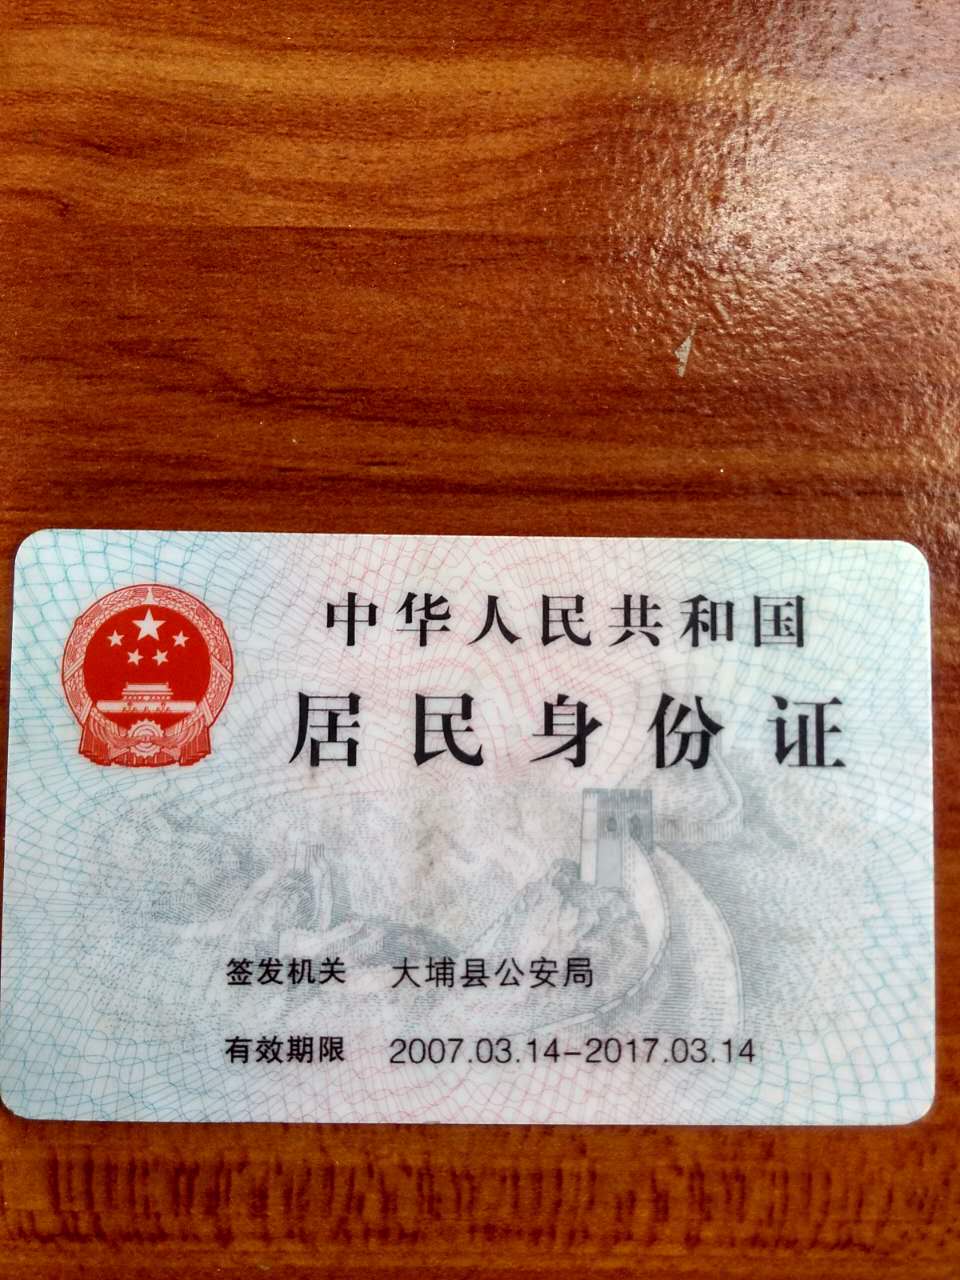 中华人民共和国
居民身份证
签发机关 大埔县公安局
有效期限 2007.03.14-2017.03.14